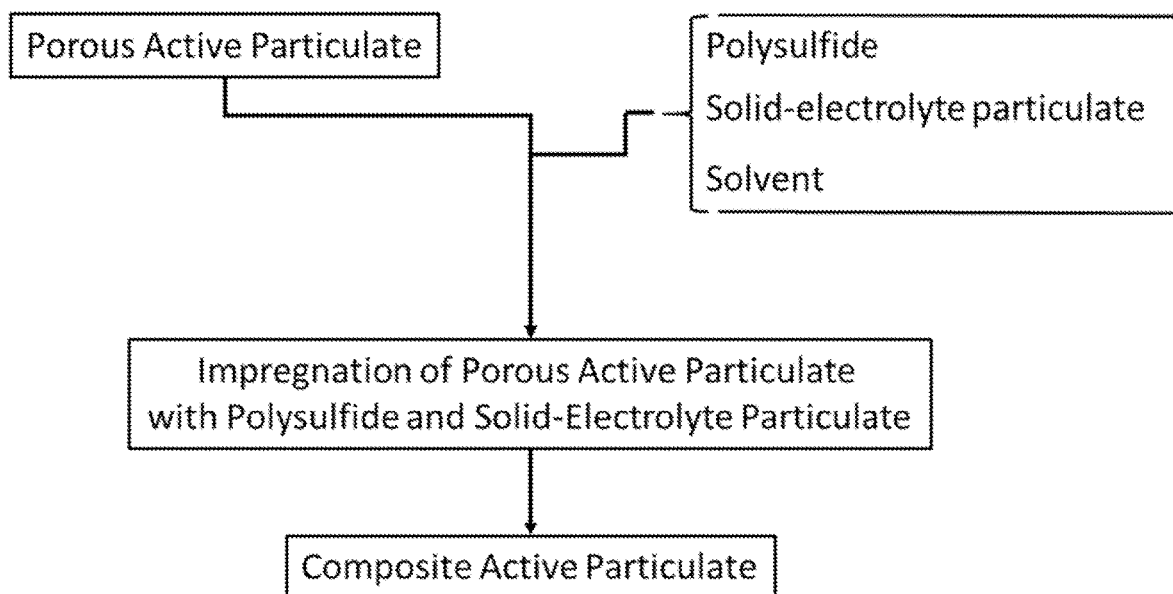 Porous Active Particulate
Polysulfide
Solid-electrolyte particulate
Solvent
Impregnation of Porous Active Particulate
with Polysulfide and Solid-Electrolyte Particulate
Composite Active Particulate